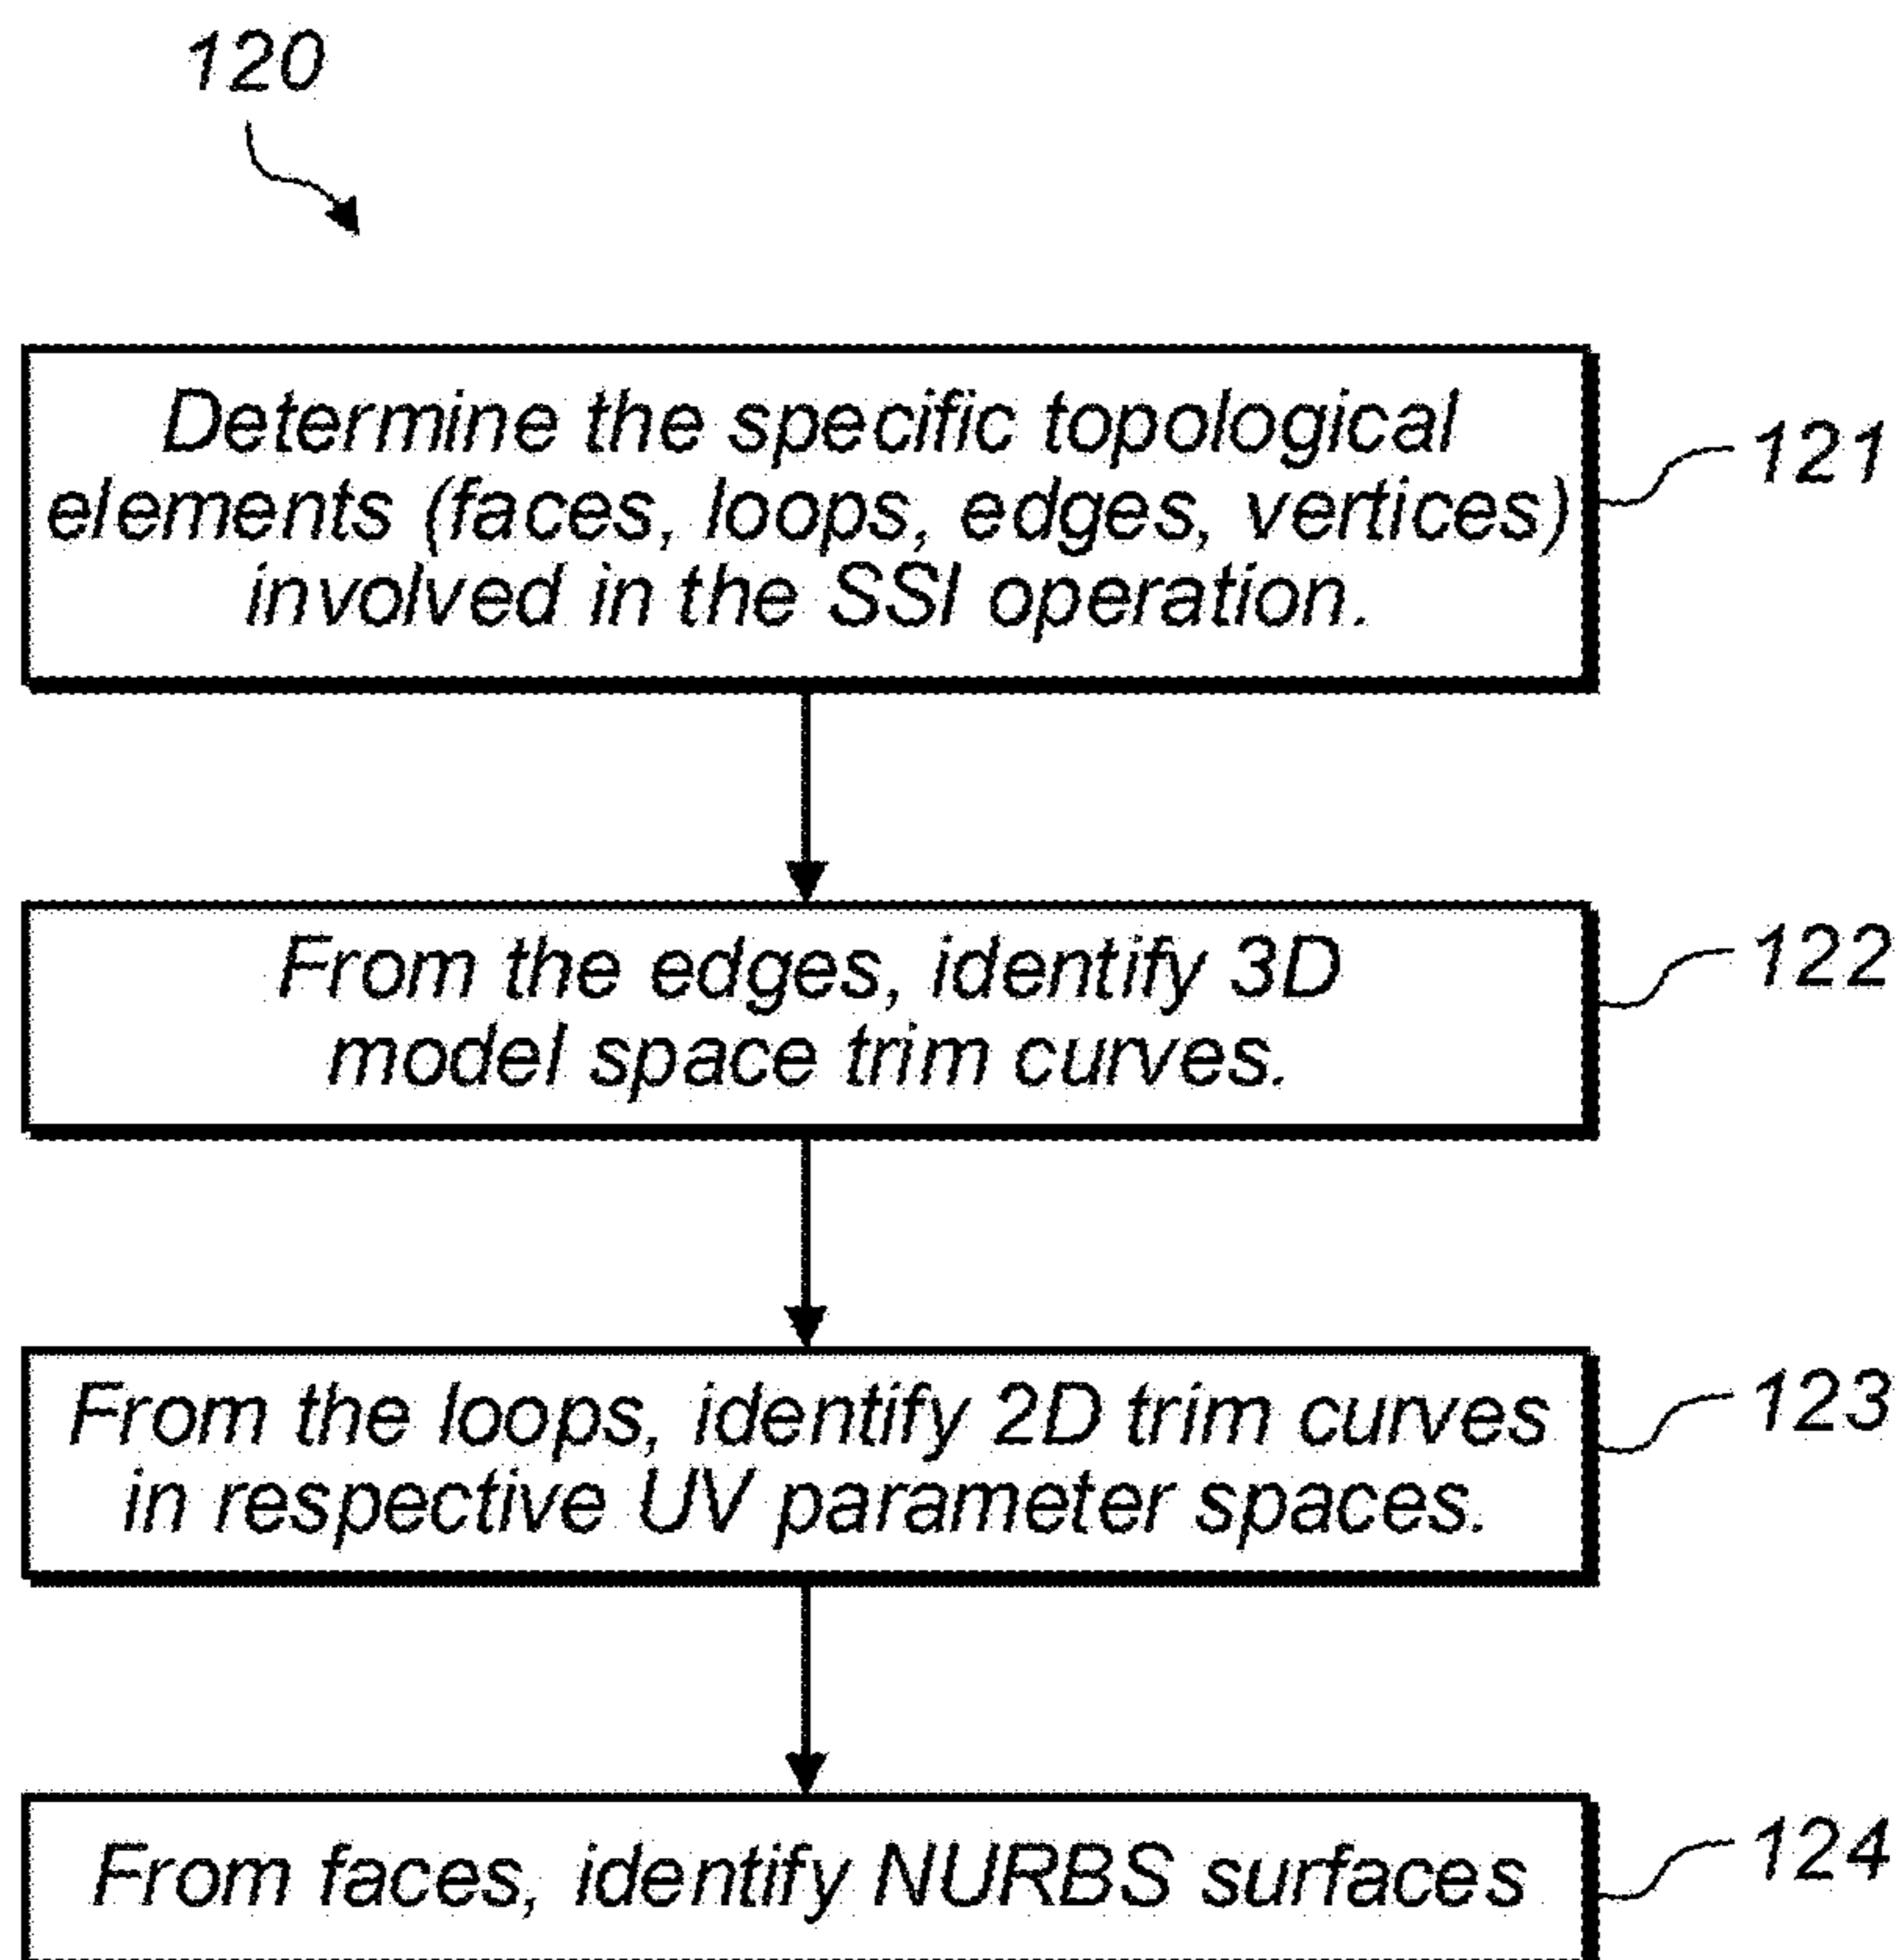 120
Determine the specific topological
elements (faces, loops, edges, vertices)
involved in the SSI operation.
121
From the edges, identify 3D
model space trim curves.
122
From the loops, identify 2D trim curves
in respective UV parameter spaces.
123
From faces, identify NURBS surfaces
124